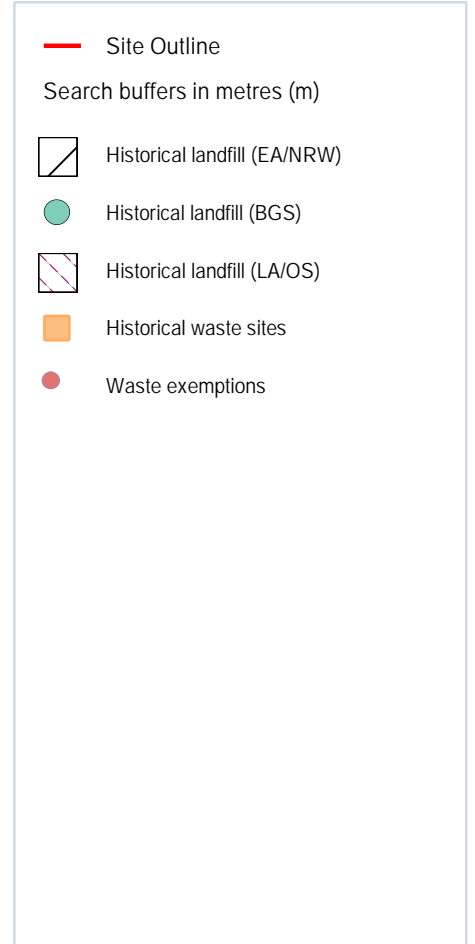 Site Outline
Search buffers in metres (m)
Historical landfill (EA/NRW)
Historical landfill (BGS)
Historical landfill (LA/OS)
Historical waste sites
Waste exemptions